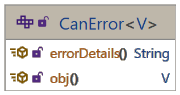 CanError<V>
errorDetails() String
obj() V